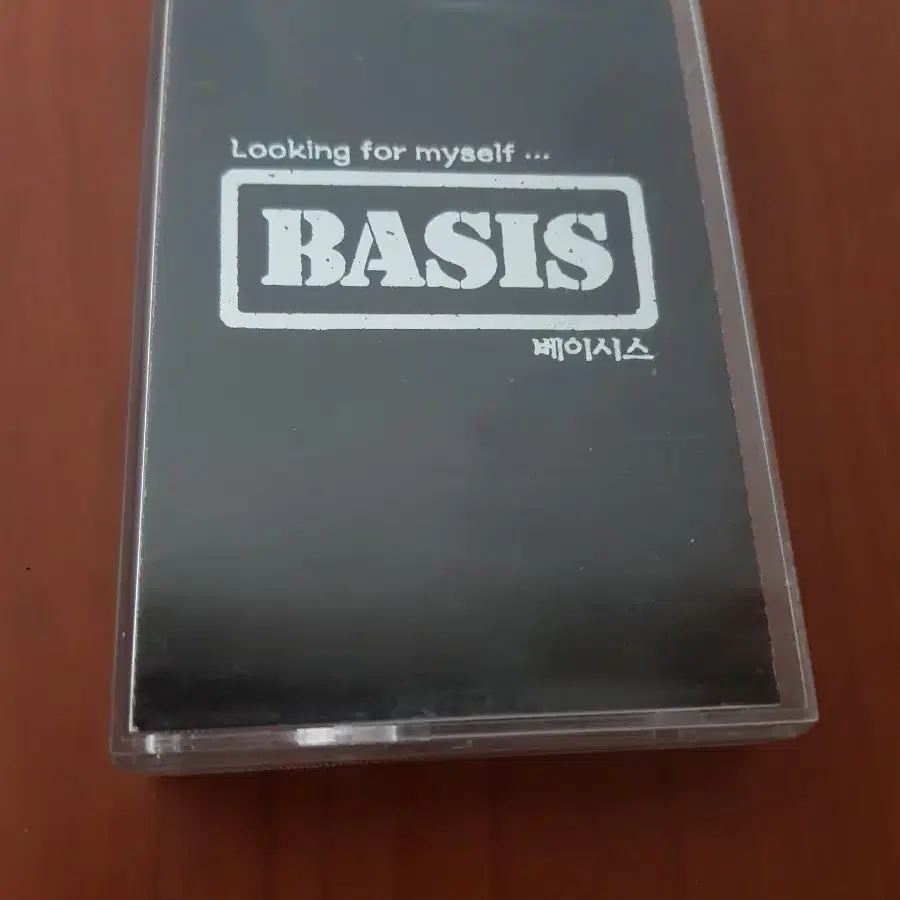 Looking for myself ...
BASIS
베이시스